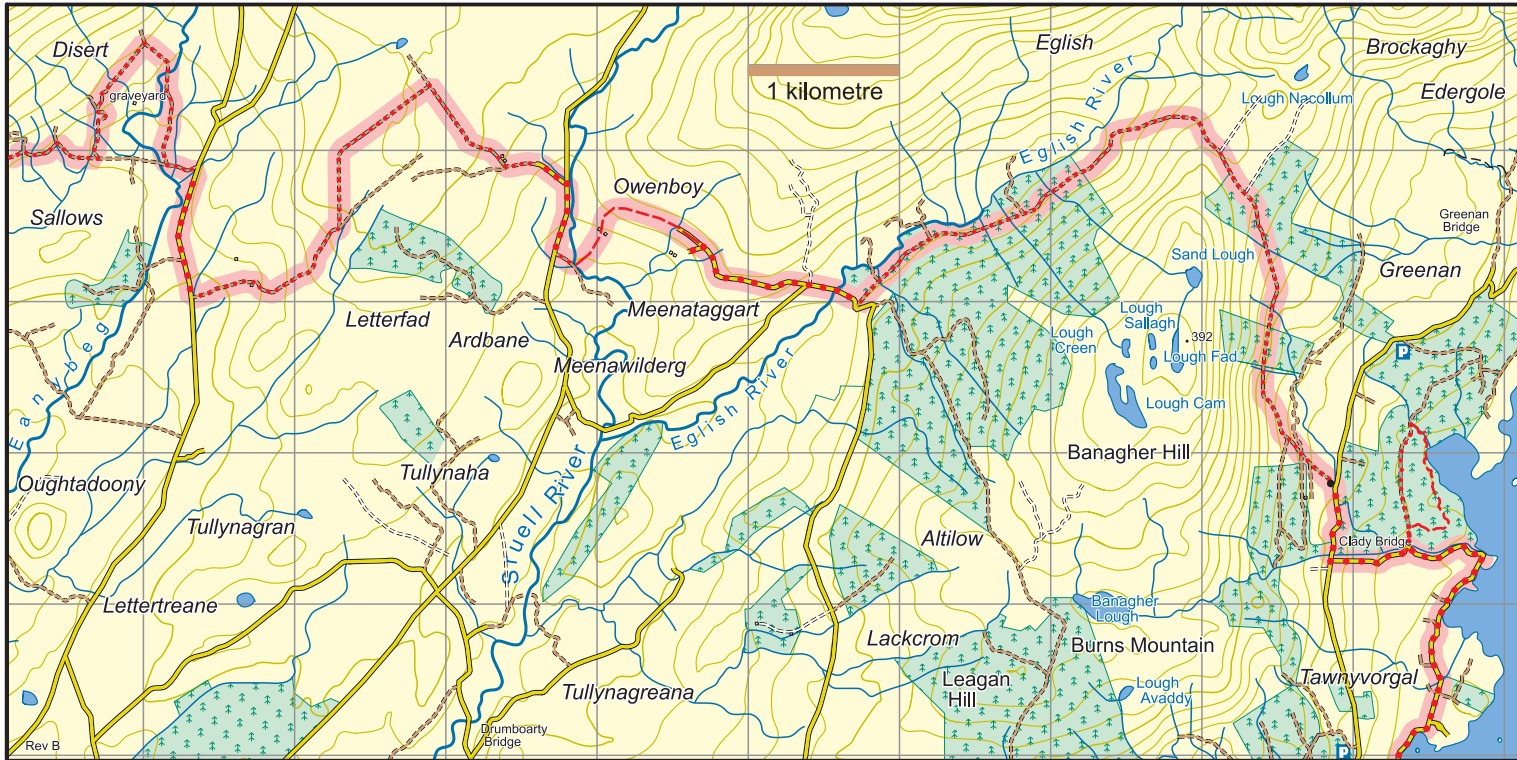 Disert
graveyard
Sallows
Eanybeg
Oughtadoony
Tullynagran
Lettertreane
Rev B
Letterfad
Ardbane
Tullynaha
Struell River
Drumboarty
Bridge
Tullynagreana
Owenboy
Meenataggart
Meenawilderg
Eglish River
1 kilometre
Eglish
Eglish River
Brockaghy
Edergole
Lough Nacollum
Greenan
Bridge
Greenan
Sand Lough
Lough
Sallagh
392
Lough
Creen
Lough Fad
P
Lough Cam
Banagher Hill
Altilow
Clady Bridge
Banagher
Lough
Lackcrom
Burns Mountain
Leagan
Hill
Lough
Avaddy
Tawnyvorgal
P